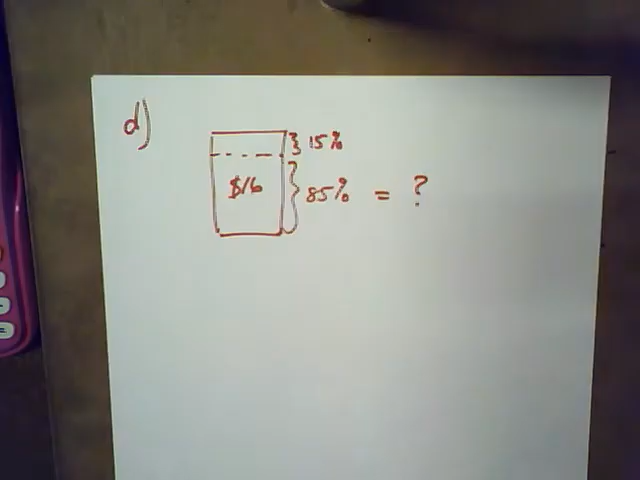 d)
15%
$16
85% = ?